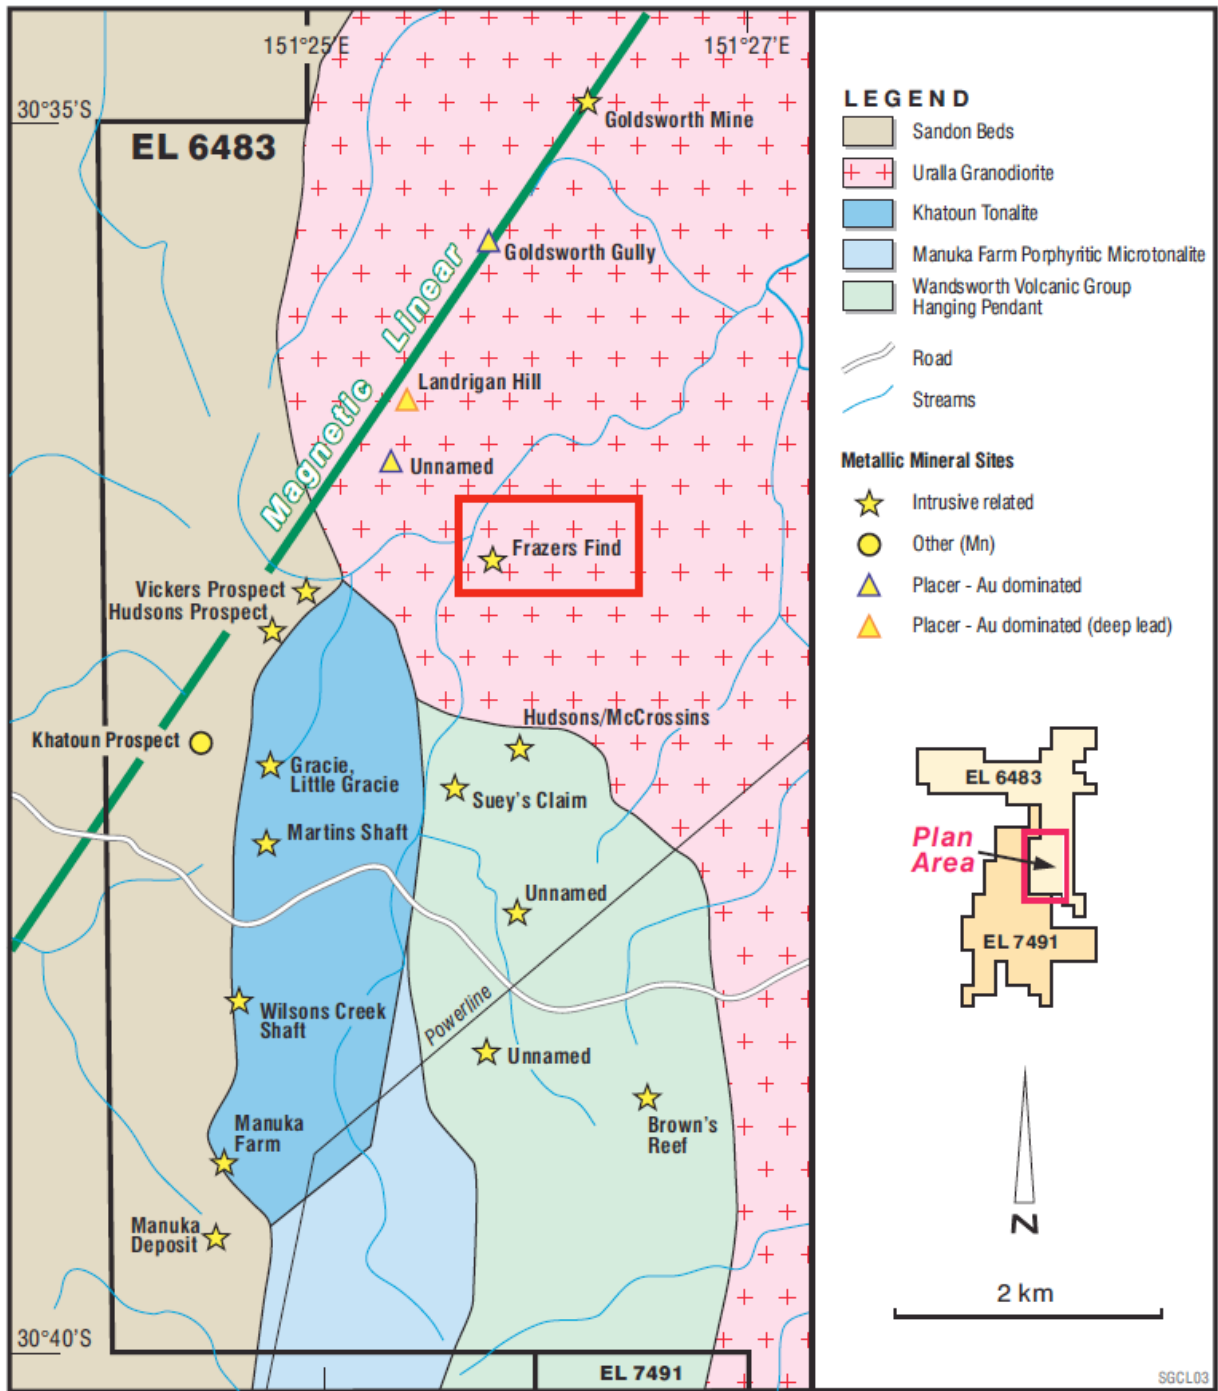 151°25'E
151°27'E
30°35'S
EL 6483
Goldsworth Mine
Goldsworth Gully
Magnetic Linear
Landrigan Hill
Unnamed
Frazers Find
Vickers Prospect
Hudsons Prospect
Hudsons/McCrossins
Khatoun Prospect
Gracie,
Little Gracie
Suey's Claim
Martins Shaft
Unnamed
Powerline
Wilsons Creek
Shaft
Unnamed
Manuka
Farm
Brown's
Reef
Manuka
Deposit
30°40'S
EL 7491
LEGEND
Sandon Beds
Uralla Granodiorite
Khatoun Tonalite
Manuka Farm Porphyritic Microtonalite
Wandsworth Volcanic Group
Hanging Pendant
Road
Streams
Metallic Mineral Sites
Intrusive related
Other (Mn)
Placer - Au dominated
Placer - Au dominated (deep lead)
EL 6483
Plan
Area
EL 7491
N
2 km
SGCL03